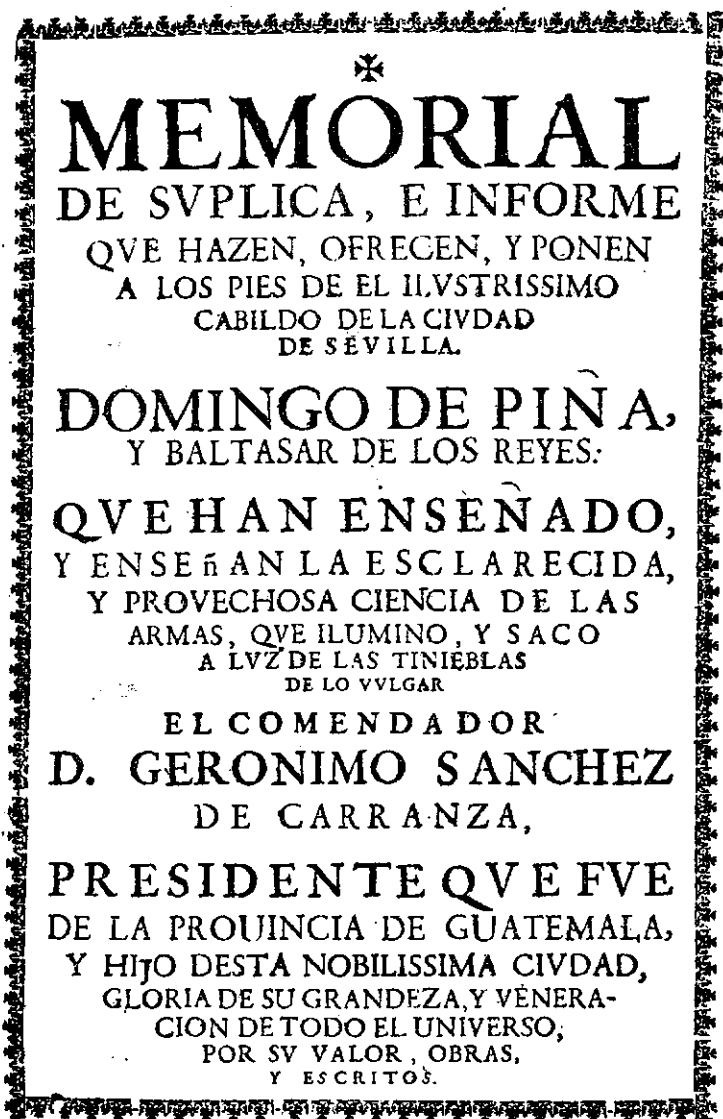 ✠
MEMORIAL
DE SVPLICA, E INFORME
QVE HAZEN, OFRECEN, Y PONEN
A LOS PIES DE EL ILVSTRISSIMO
CABILDO DE LA CIVDAD
DE SEVILLA.
DOMINGO DE PIÑA,
Y BALTASAR DE LOS REYES:
QVE HAN ENSEÑADO,
Y ENSEñAN LA ESCLARECIDA,
Y PROVECHOSA CIENCIA DE LAS
ARMAS, QVE ILUMINO, Y SACO
A LVZ DE LAS TINIEBLAS
DE LO VVLGAR
EL COMENDADOR
D. GERONIMO SANCHEZ
DE CARRANZA,
PRESIDENTE QVE FVE
DE LA PROUINCIA DE GUATEMALA,
Y HIJO DESTA NOBILISSIMA CIVDAD,
GLORIA DE SU GRANDEZA, Y VENERA-
CION DE TODO EL UNIVERSO,
POR SV VALOR, OBRAS,
Y ESCRITOS.